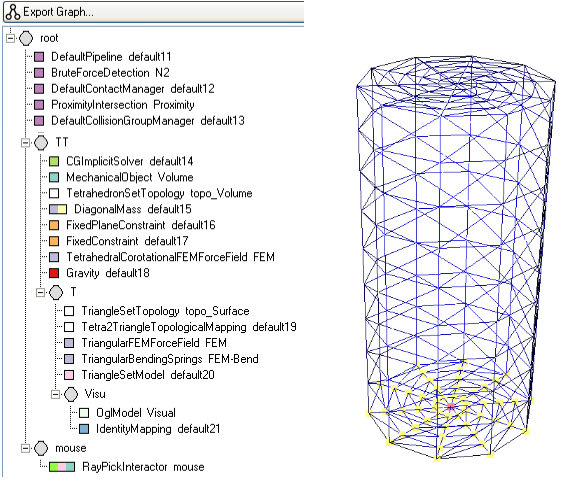 Export Graph...
root
DefaultPipeline default11
BruteForceDetection N2
DefaultContactManager default12
ProximityIntersection Proximity
DefaultCollisionGroupManager default13
TT
CGImplicitSolver default14
MechanicalObject Volume
TetrahedronSetTopology topo_Volume
DiagonalMass default15
FixedPlaneConstraint default16
FixedConstraint default17
TetrahedralCorotationalFEMForceField FEM
Gravity default18
T
TriangleSetTopology topo_Surface
Tetra2TriangleTopologicalMapping default19
TriangularFEMForceField FEM
TriangularBendingSprings FEM-Bend
TriangleSetModel default20
Visu
OglModel Visual
IdentityMapping default21
mouse
RayPickInteractor mouse